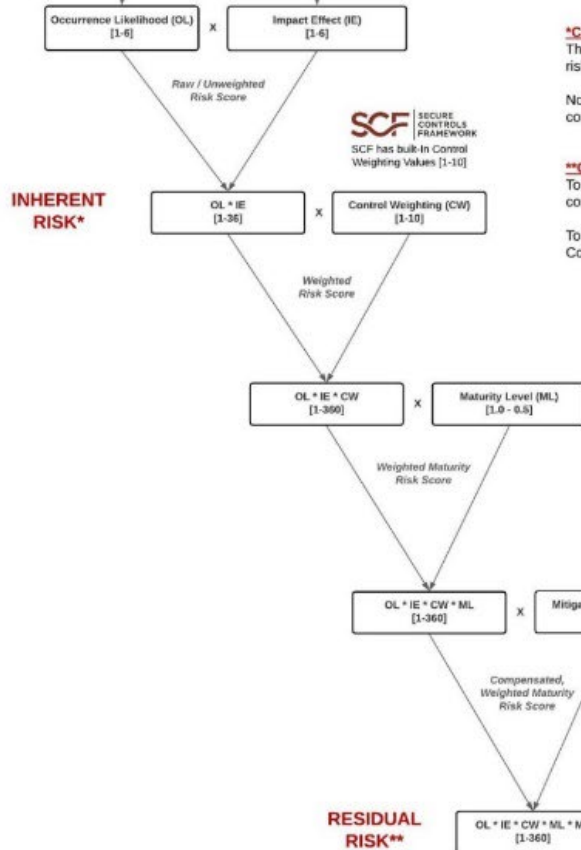 Occurrence Likelihood (OL)
[1-6]
x
Impact Effect (IE)
[1-6]
Raw / Unweighted
Risk Score
SCF
SECURE
CONTROLS
FRAMEWORK
SCF has built-In Control
Weighting Values [1-10]
INHERENT
RISK*
OL * IE
[1-36]
x
Control Weighting (CW)
[1-10]
Weighted
Risk Score
OL * IE * CW
[1-360]
x
Maturity Level (ML)
[1.0 - 0.5]
Weighted Maturity
Risk Score
OL * IE * CW * ML
[1-360]
x
Compensated,
Weighted Maturity
Risk Score
RESIDUAL
RISK**
OL * IE * CW * ML * M
[1-360]
*C
Th
No
co
**
To
co
To
Co